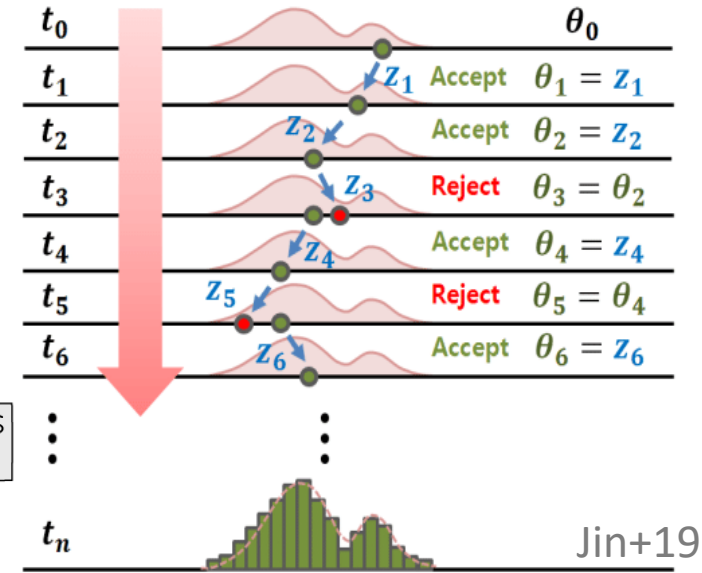 t₀ θ₀
t₁ z₁ Accept θ₁ = z₁
t₂ z₂ Accept θ₂ = z₂
t₃ z₃ Reject θ₃ = θ₂
t₄ z₄ Accept θ₄ = z₄
t₅ z₅ Reject θ₅ = θ₄
t₆ z₆ Accept θ₆ = z₆
s
tₙ
Jin+19